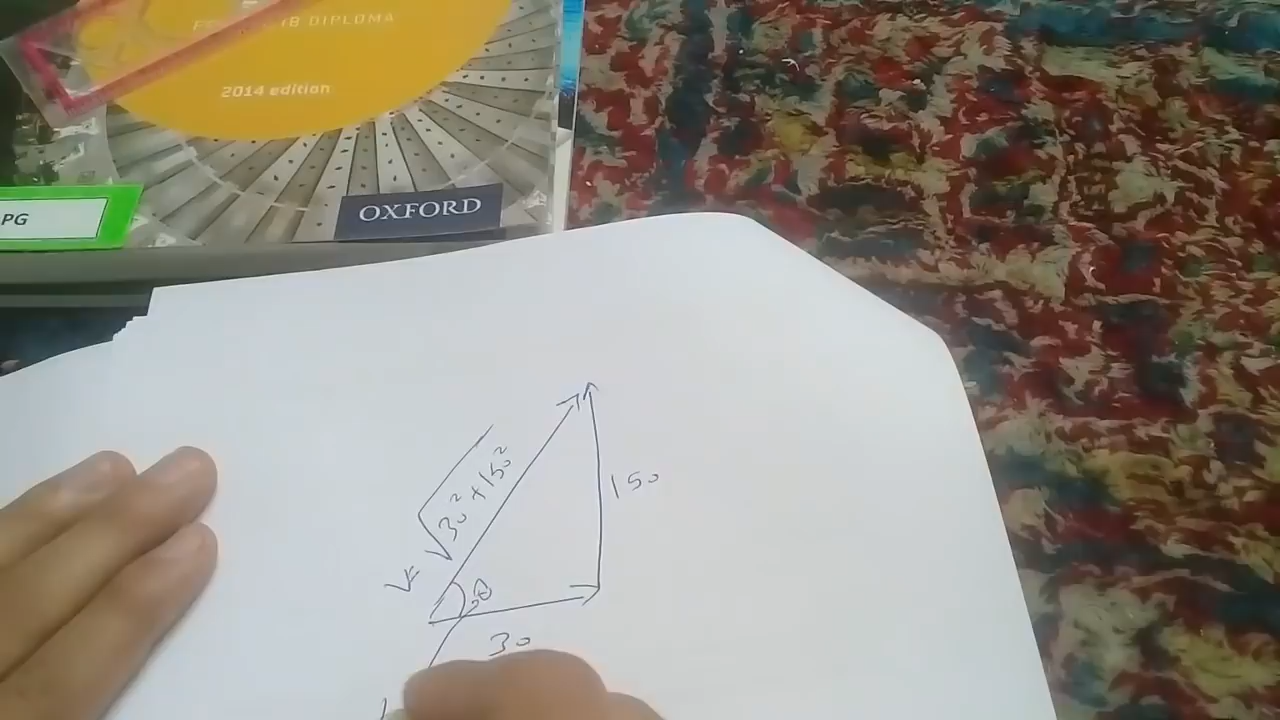 IB DIPLOMA
2014 edition
PG
OXFORD
V= √30²+150²
150
θ
30